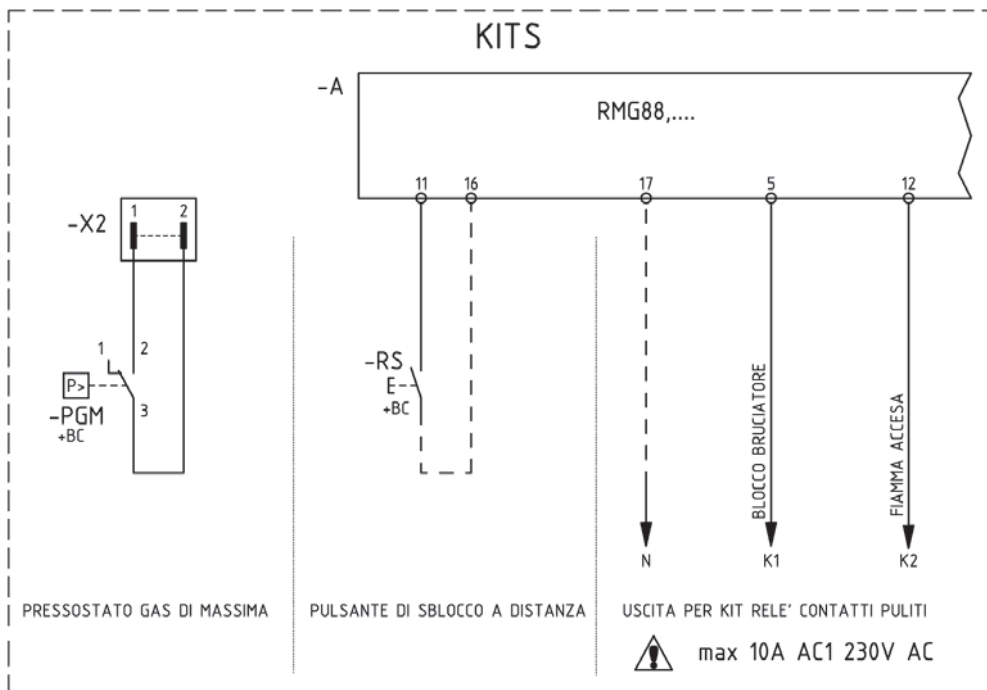 KITS
-A
RMG88,....
11 16 17 5 12
-X2
1 2
1 2
P>
-PGM
+BC
3
-RS
E
+BC
BLOCCO BRUCIATORE
FIAMMA ACCESA
N K1 K2
PRESSOSTATO GAS DI MASSIMA
PULSANTE DI SBLOCCO A DISTANZA
USCITA PER KIT RELE' CONTATTI PULITI
! max 10A AC1 230V AC